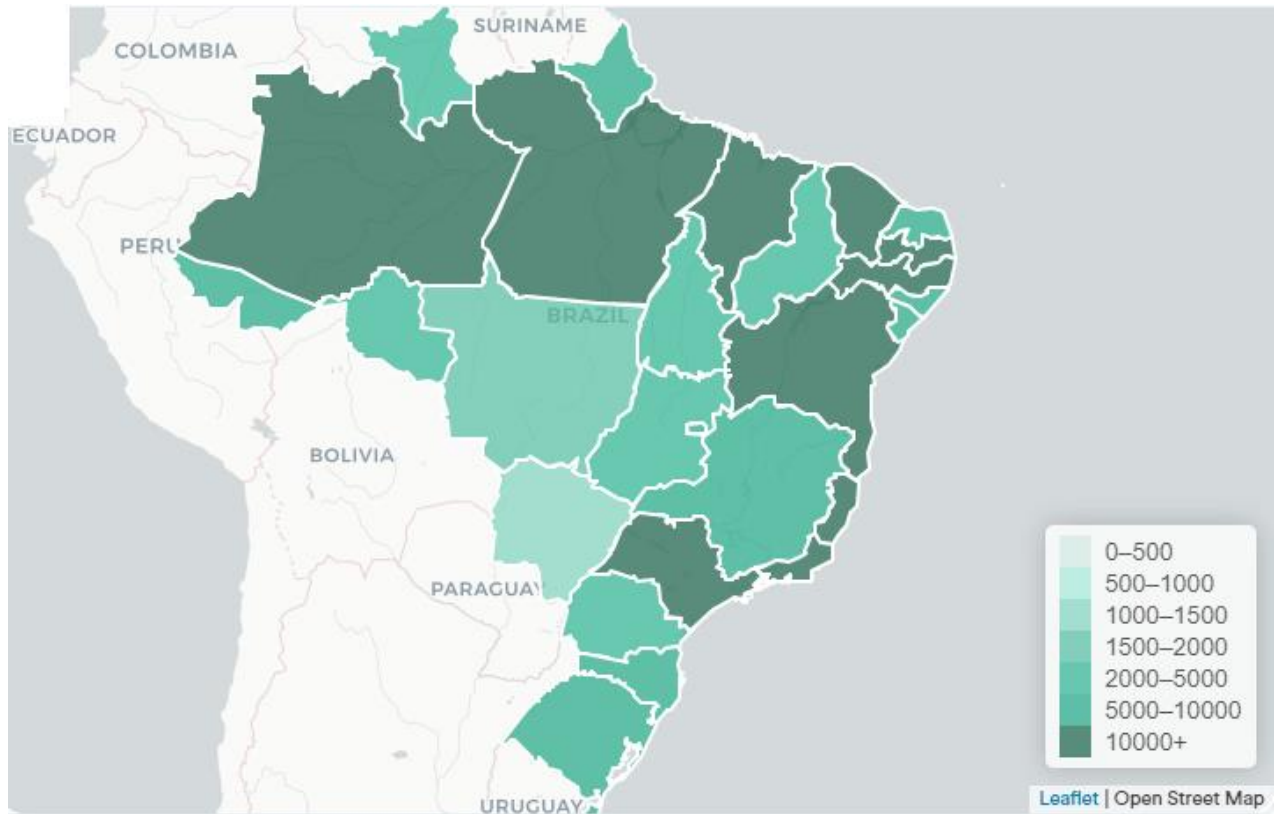 SURINAME
COLOMBIA
ECUADOR
PERU
BRAZIL
BOLIVIA
PARAGUAY
URUGUAY
0–500
500–1000
1000–1500
1500–2000
2000–5000
5000–10000
10000+
Leaflet | Open Street Map